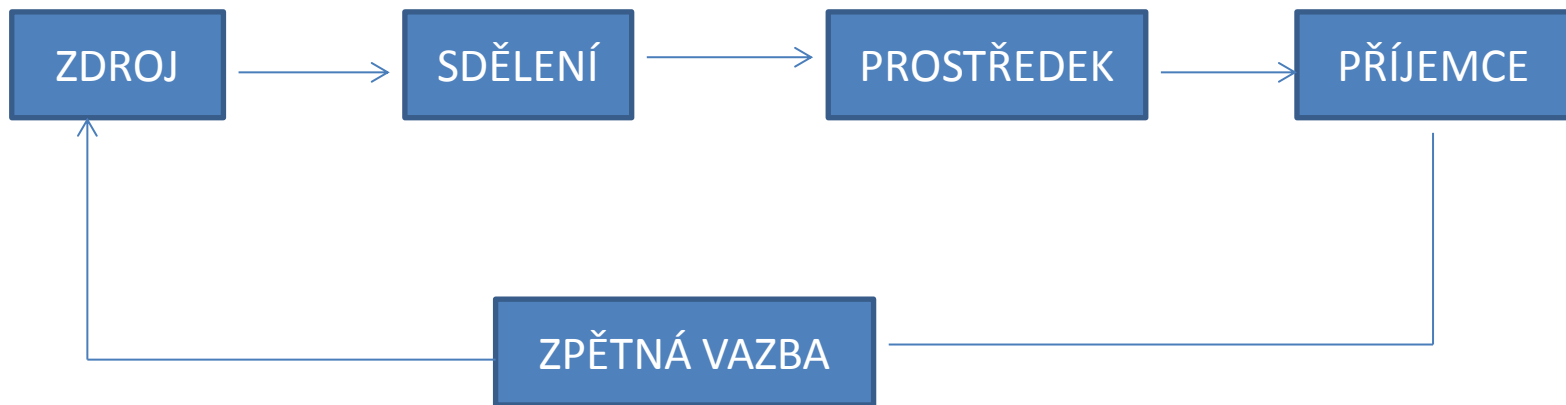 ZDROJ
SDĚLENÍ
PROSTŘEDEK
PŘÍJEMCE
ZPĚTNÁ VAZBA